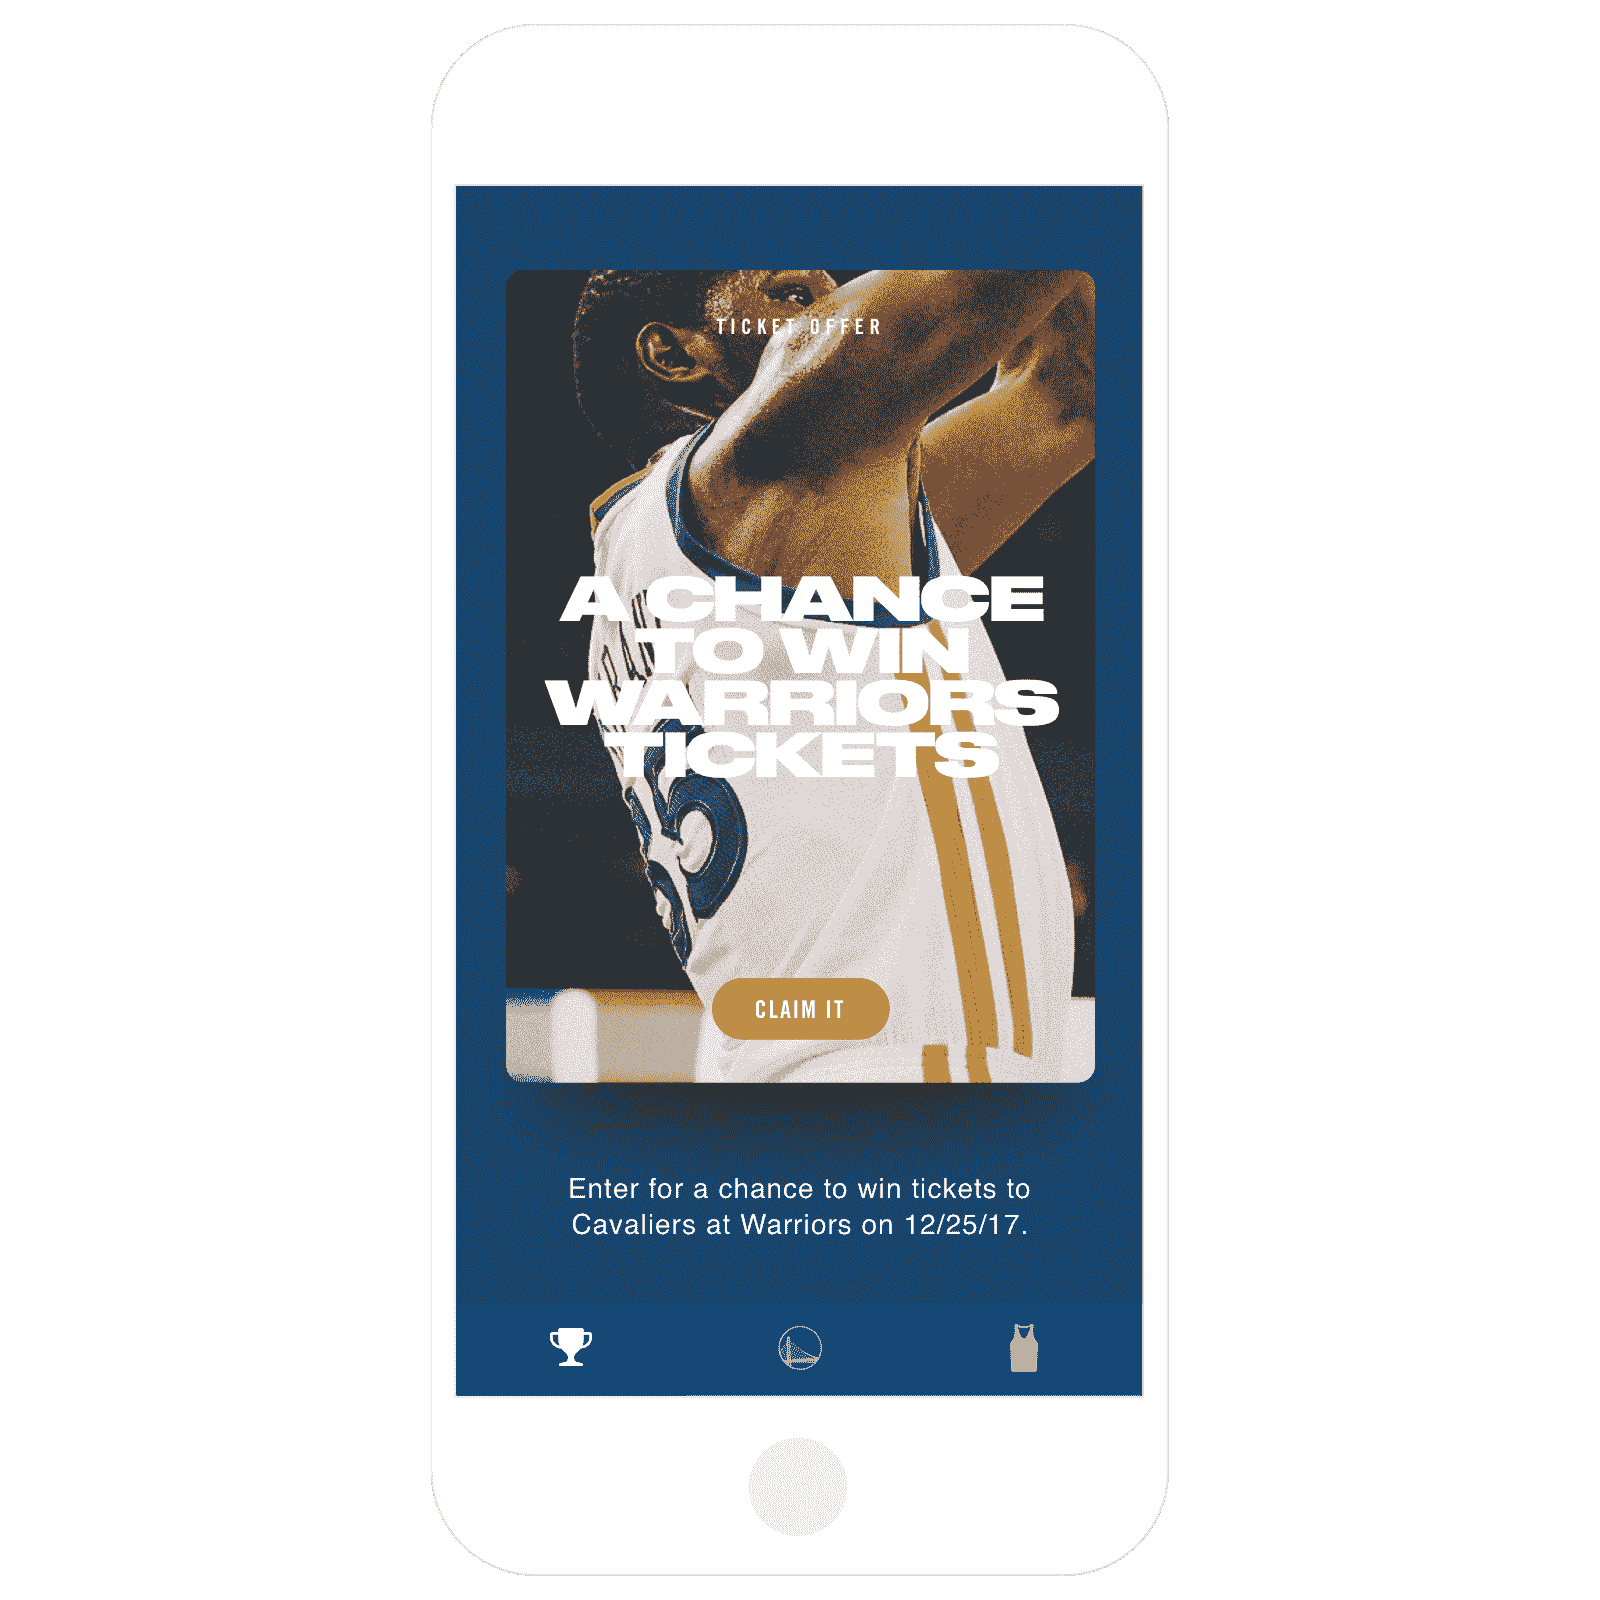 TICKET OFFER
A CHANCE
TO WIN
WARRIORS
TICKETS
CLAIM IT
Enter for a chance to win tickets to
Cavaliers at Warriors on 12/25/17.